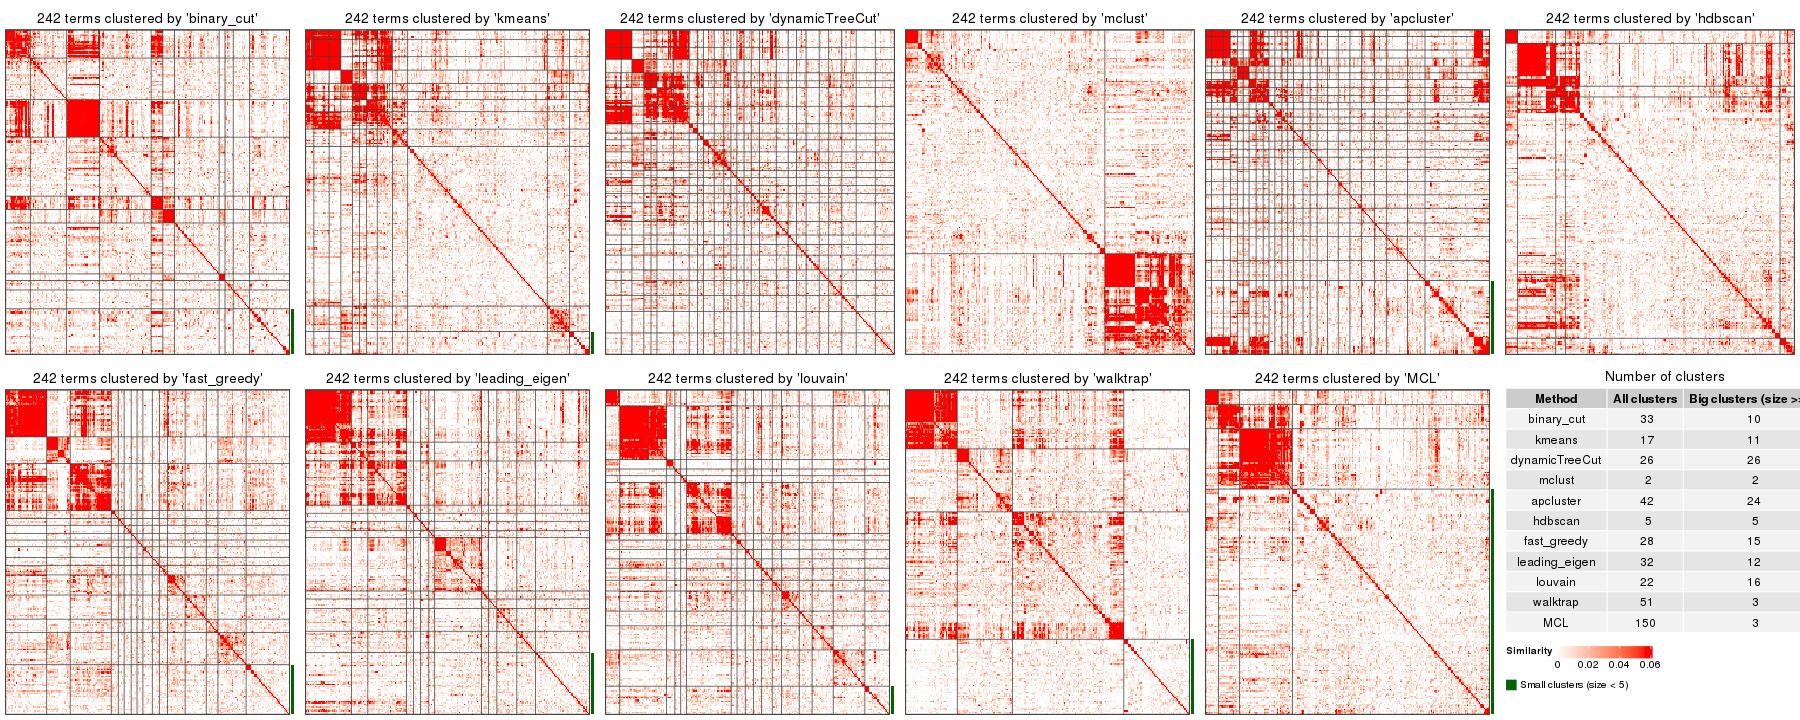 242 terms clustered by 'binary_cut'
242 terms clustered by 'kmeans'
242 terms clustered by 'dynamicTreeCut'
242 terms clustered by 'mclust'
242 terms clustered by 'apcluster'
242 terms clustered by 'hdbscan'
242 terms clustered by 'fast_greedy'
242 terms clustered by 'leading_eigen'
242 terms clustered by 'louvain'
242 terms clustered by 'walktrap'
242 terms clustered by 'MCL'
Number of clusters
Method All clusters Big clusters (size >=
binary_cut 33 10
kmeans 17 11
dynamicTreeCut 26 26
mclust 2 2
apcluster 42 24
hdbscan 5 5
fast_greedy 28 15
leading_eigen 32 12
louvain 22 16
walktrap 51 3
MCL 150 3
Similarity
0 0.02 0.04 0.06
Small clusters (size < 5)